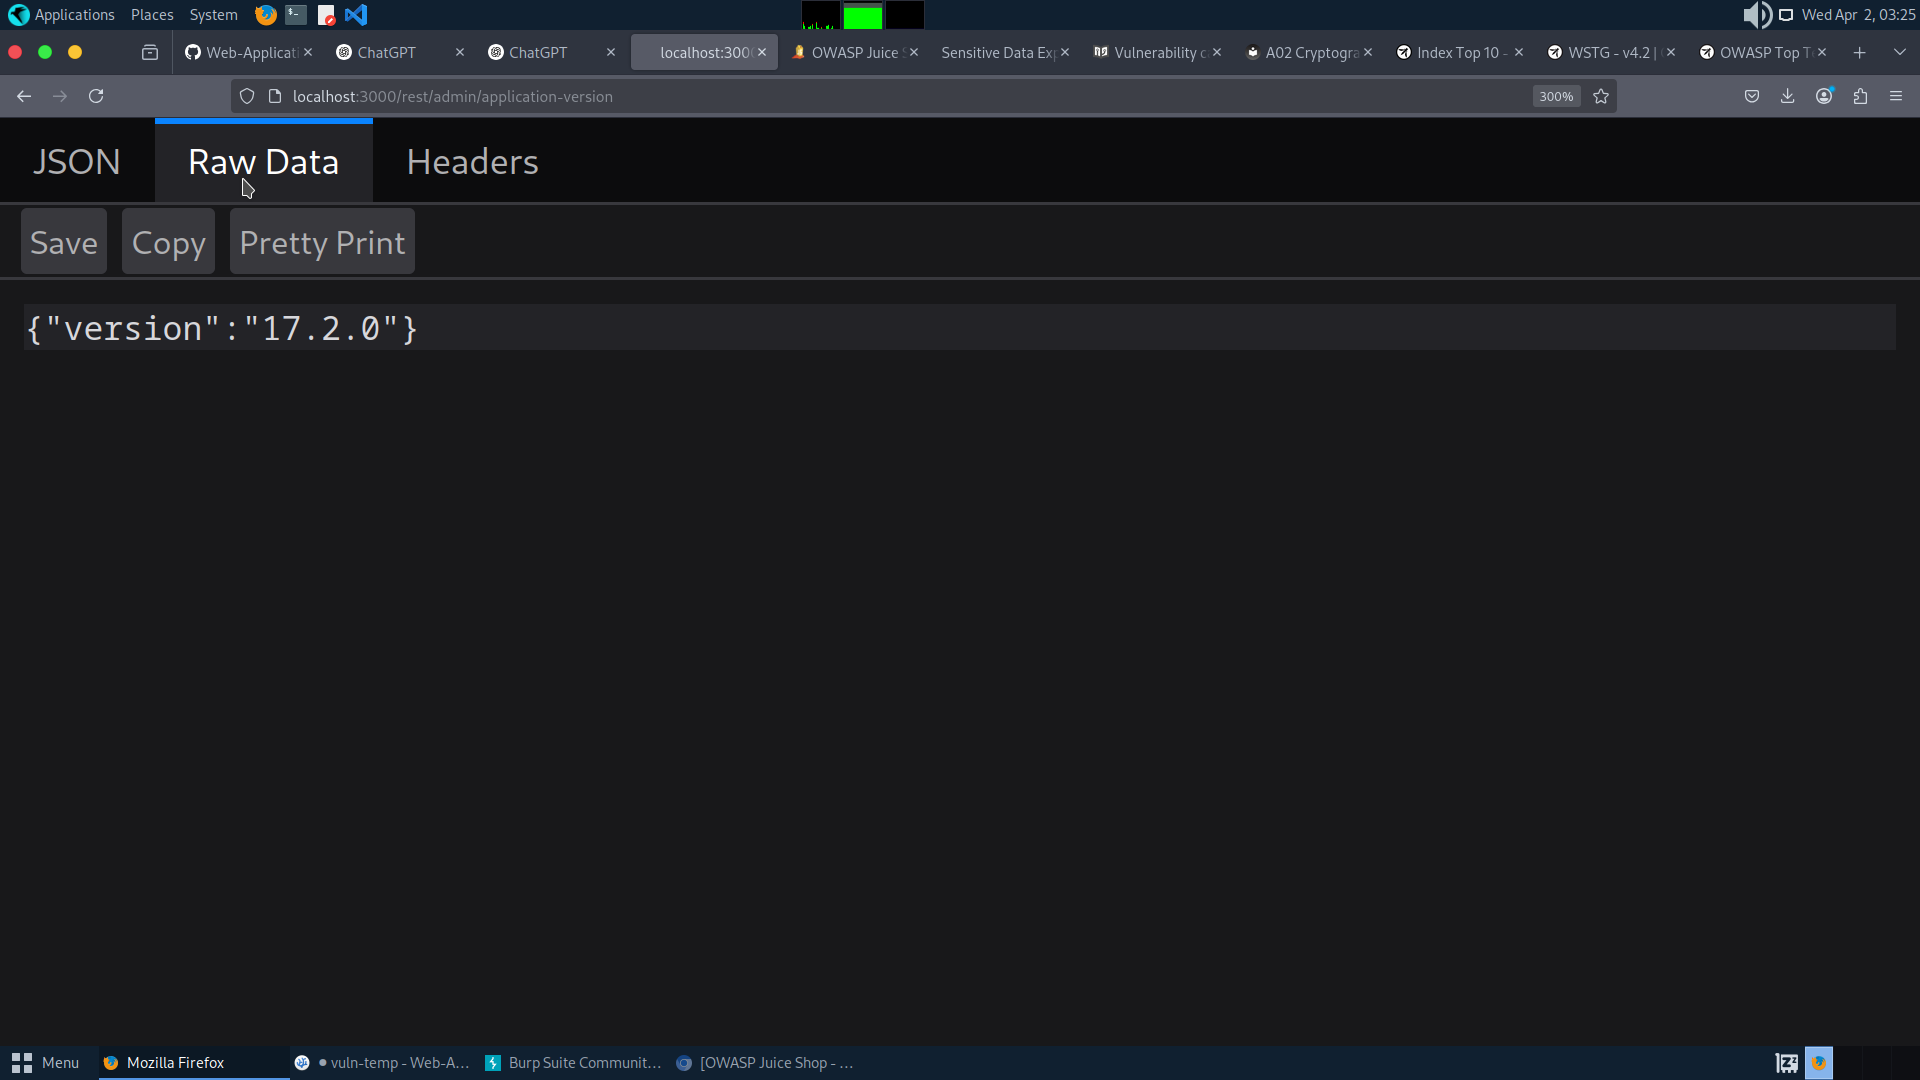 Applications Places System
Wed Apr 2, 03:25
Web-Applicati
ChatGPT
ChatGPT
localhost:300
OWASP Juice
Sensitive Data Ex
Vulnerability c
A02 Cryptogra
Index Top 10 -
WSTG - v4.2 |
OWASP Top T
localhost:3000/rest/admin/application-version
300%
JSON
Raw Data
Headers
Save
Copy
Pretty Print
{"version":"17.2.0"}
Menu
Mozilla Firefox
vuln-temp - Web-A...
Burp Suite Communit...
[OWASP Juice Shop - ...